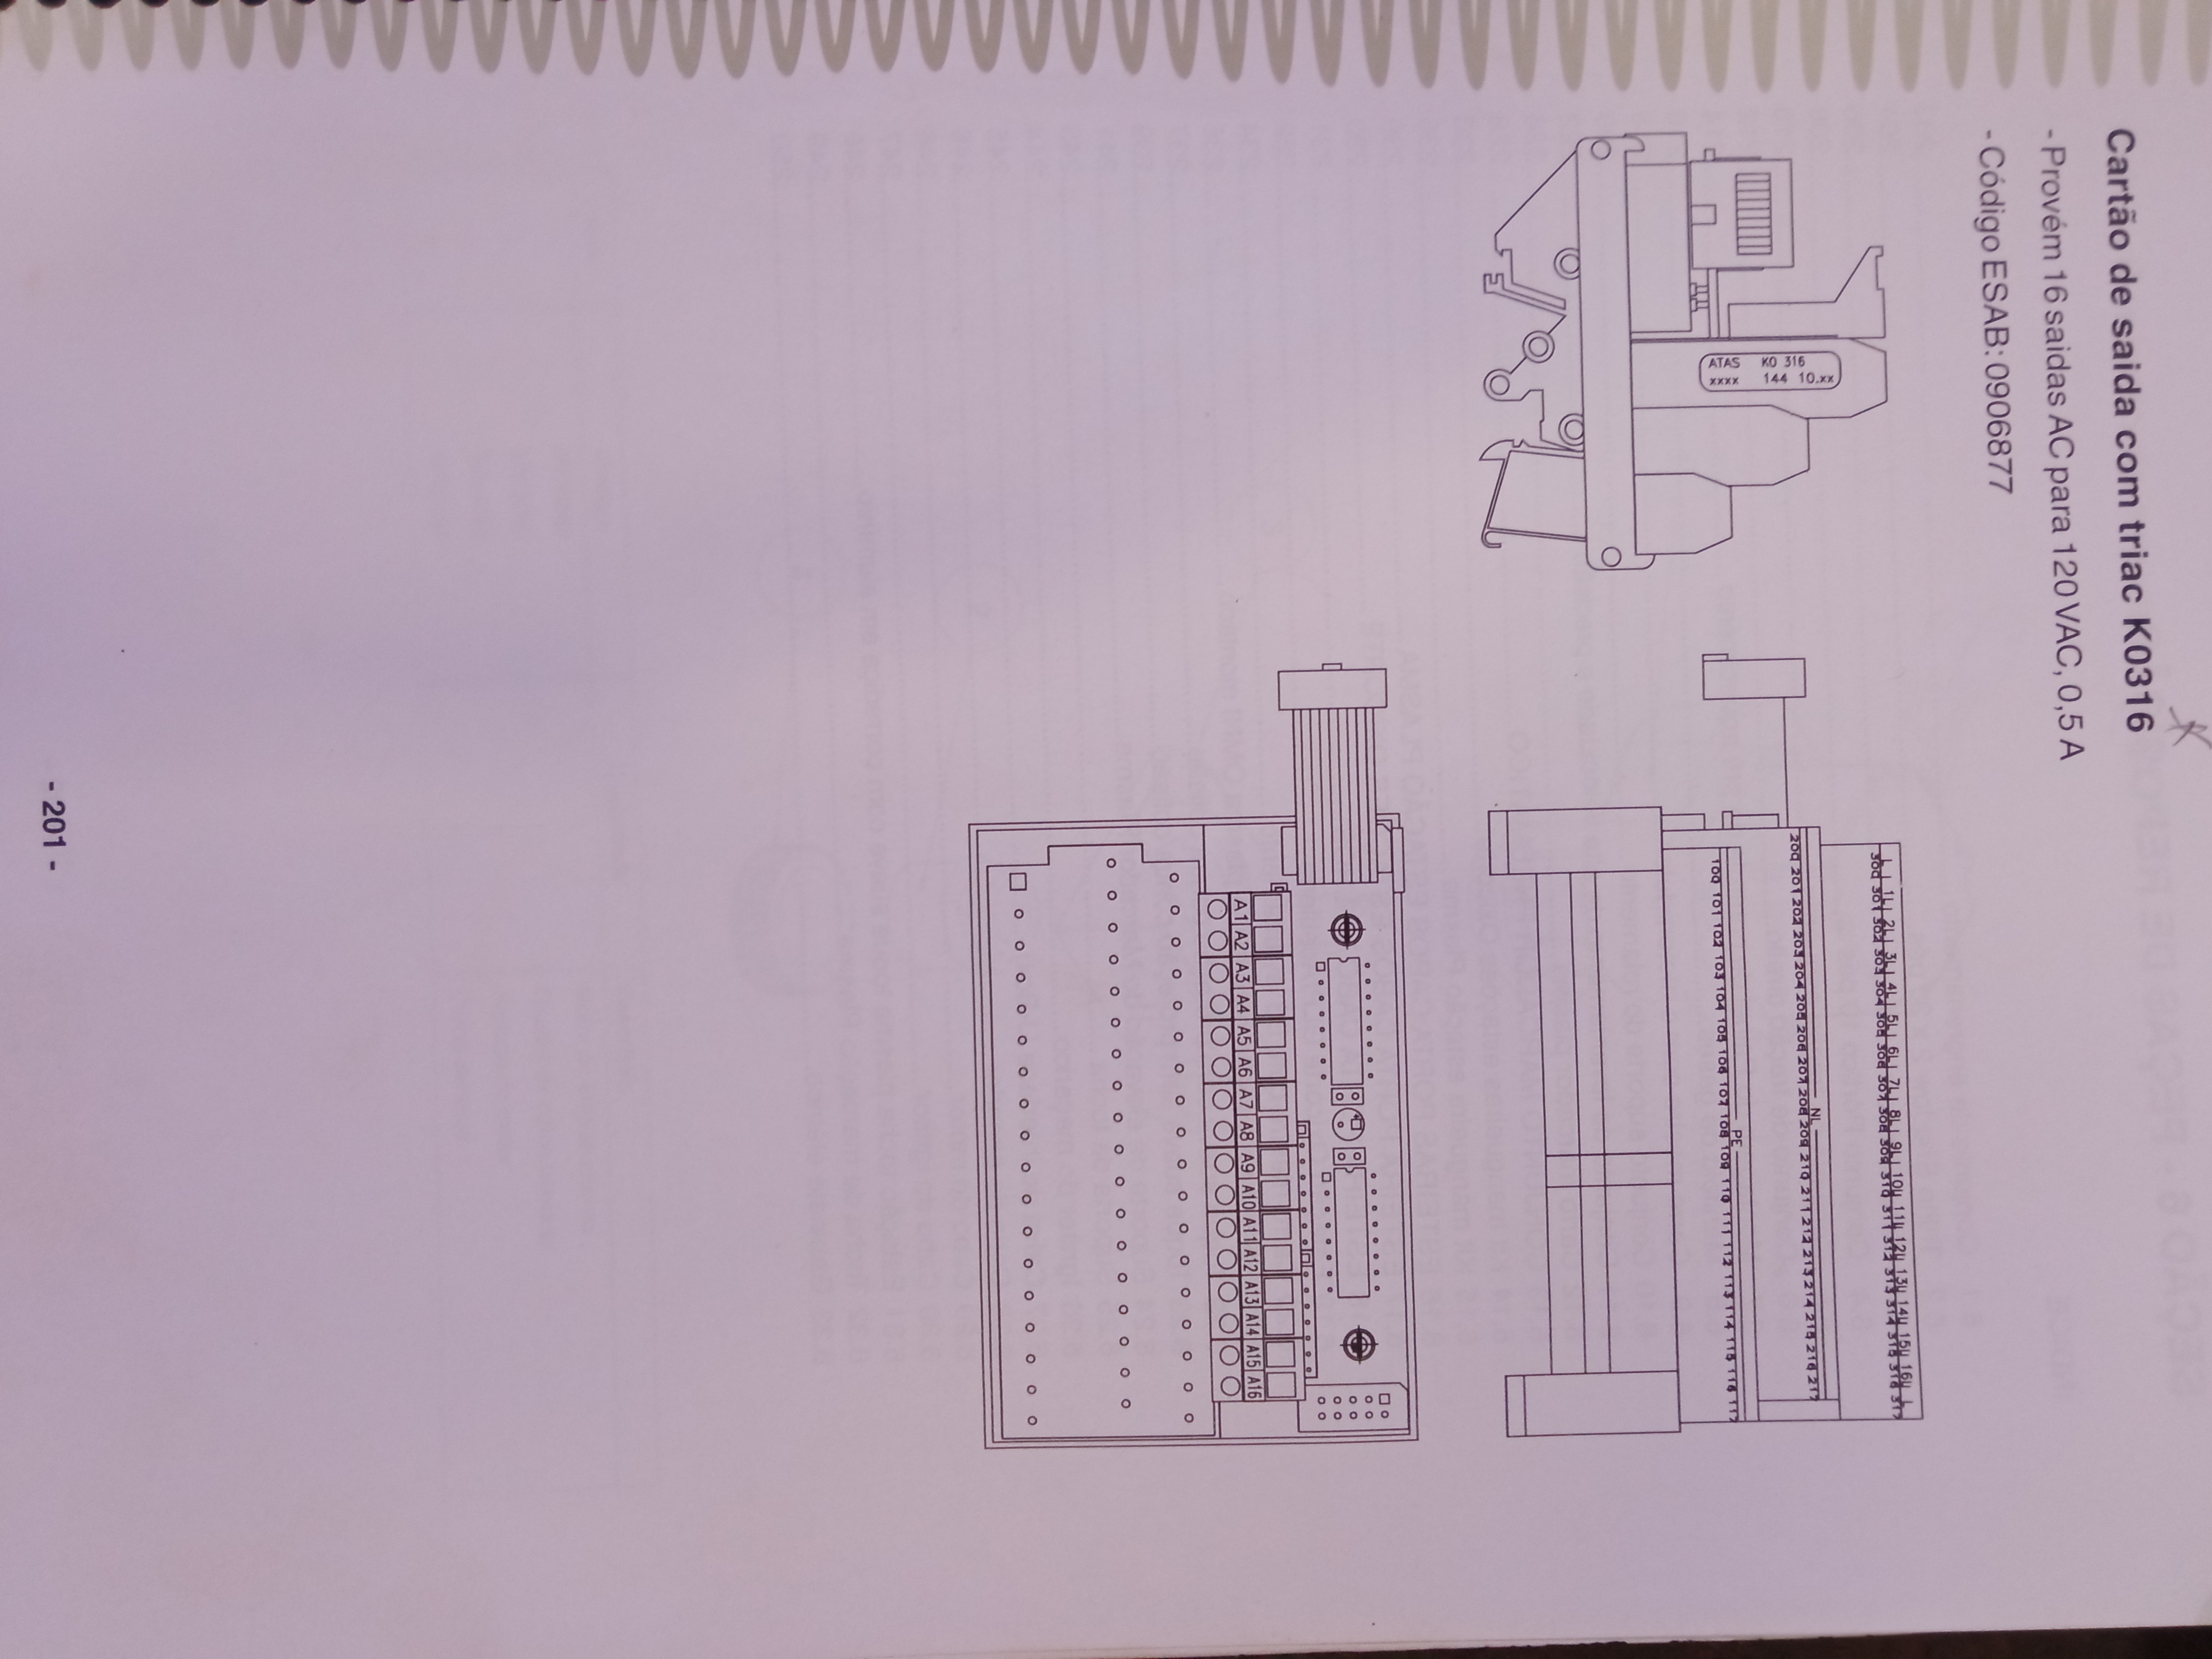 Cartão de saida com triac K0316
- Provém 16 saidas AC para 120 VAC, 0,5 A
- Código ESAB: 0906877
ATAS KO 316
xxxx 144 10.xx
L 1L 2L 3L 4L 5L 6L 7L 8L 9L 10L 11L 12L 13L 14L 15L 16L L
300 301 302 303 304 305 306 307 308 309 310 311 312 313 314 315 316 317
NL
200 201 202 203 204 205 206 207 208 209 210 211 212 213 214 215 216 217
PE
100 101 102 103 104 105 106 107 108 109 110 111 112 113 114 115 116 117
A1 A2 A3 A4 A5 A6 A7 A8 A9 A10 A11 A12 A13 A14 A15 A16
- 201 -